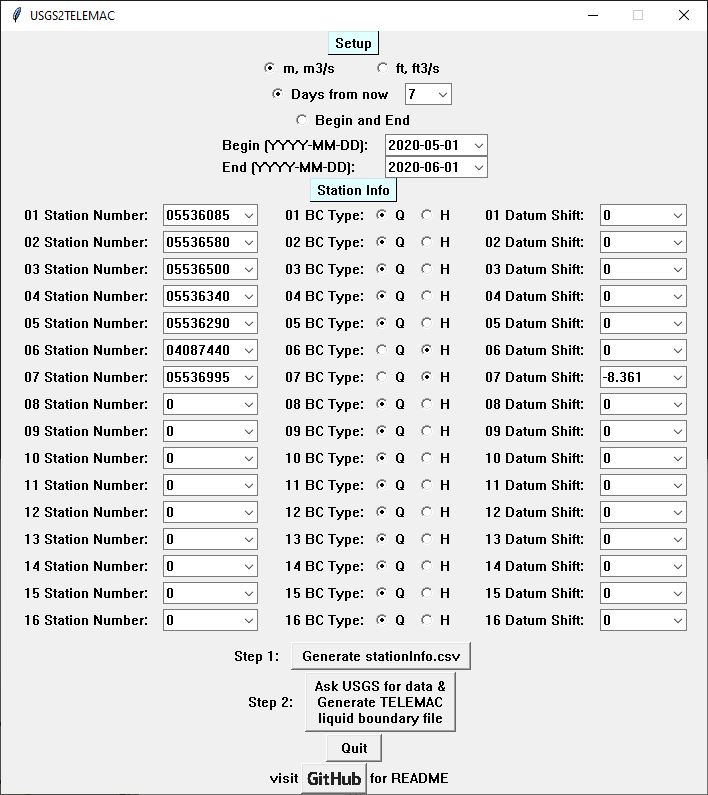 USGS2TELEMAC
Setup
m, m3/s ft, ft3/s
Days from now 7
Begin and End
Begin (YYYY-MM-DD): 2020-05-01
End (YYYY-MM-DD): 2020-06-01
Station Info
01 Station Number: 05536085 01 BC Type: Q H 01 Datum Shift: 0
02 Station Number: 05536580 02 BC Type: Q H 02 Datum Shift: 0
03 Station Number: 05536500 03 BC Type: Q H 03 Datum Shift: 0
04 Station Number: 05536340 04 BC Type: Q H 04 Datum Shift: 0
05 Station Number: 05536290 05 BC Type: Q H 05 Datum Shift: 0
06 Station Number: 04087440 06 BC Type: Q H 06 Datum Shift: 0
07 Station Number: 05536995 07 BC Type: Q H 07 Datum Shift: -8.361
08 Station Number: 0 08 BC Type: Q H 08 Datum Shift: 0
09 Station Number: 0 09 BC Type: Q H 09 Datum Shift: 0
10 Station Number: 0 10 BC Type: Q H 10 Datum Shift: 0
11 Station Number: 0 11 BC Type: Q H 11 Datum Shift: 0
12 Station Number: 0 12 BC Type: Q H 12 Datum Shift: 0
13 Station Number: 0 13 BC Type: Q H 13 Datum Shift: 0
14 Station Number: 0 14 BC Type: Q H 14 Datum Shift: 0
15 Station Number: 0 15 BC Type: Q H 15 Datum Shift: 0
16 Station Number: 0 16 BC Type: Q H 16 Datum Shift: 0
Step 1: Generate stationInfo.csv
Step 2: Ask USGS for data &
Generate TELEMAC
liquid boundary file
Quit
visit GitHub for README